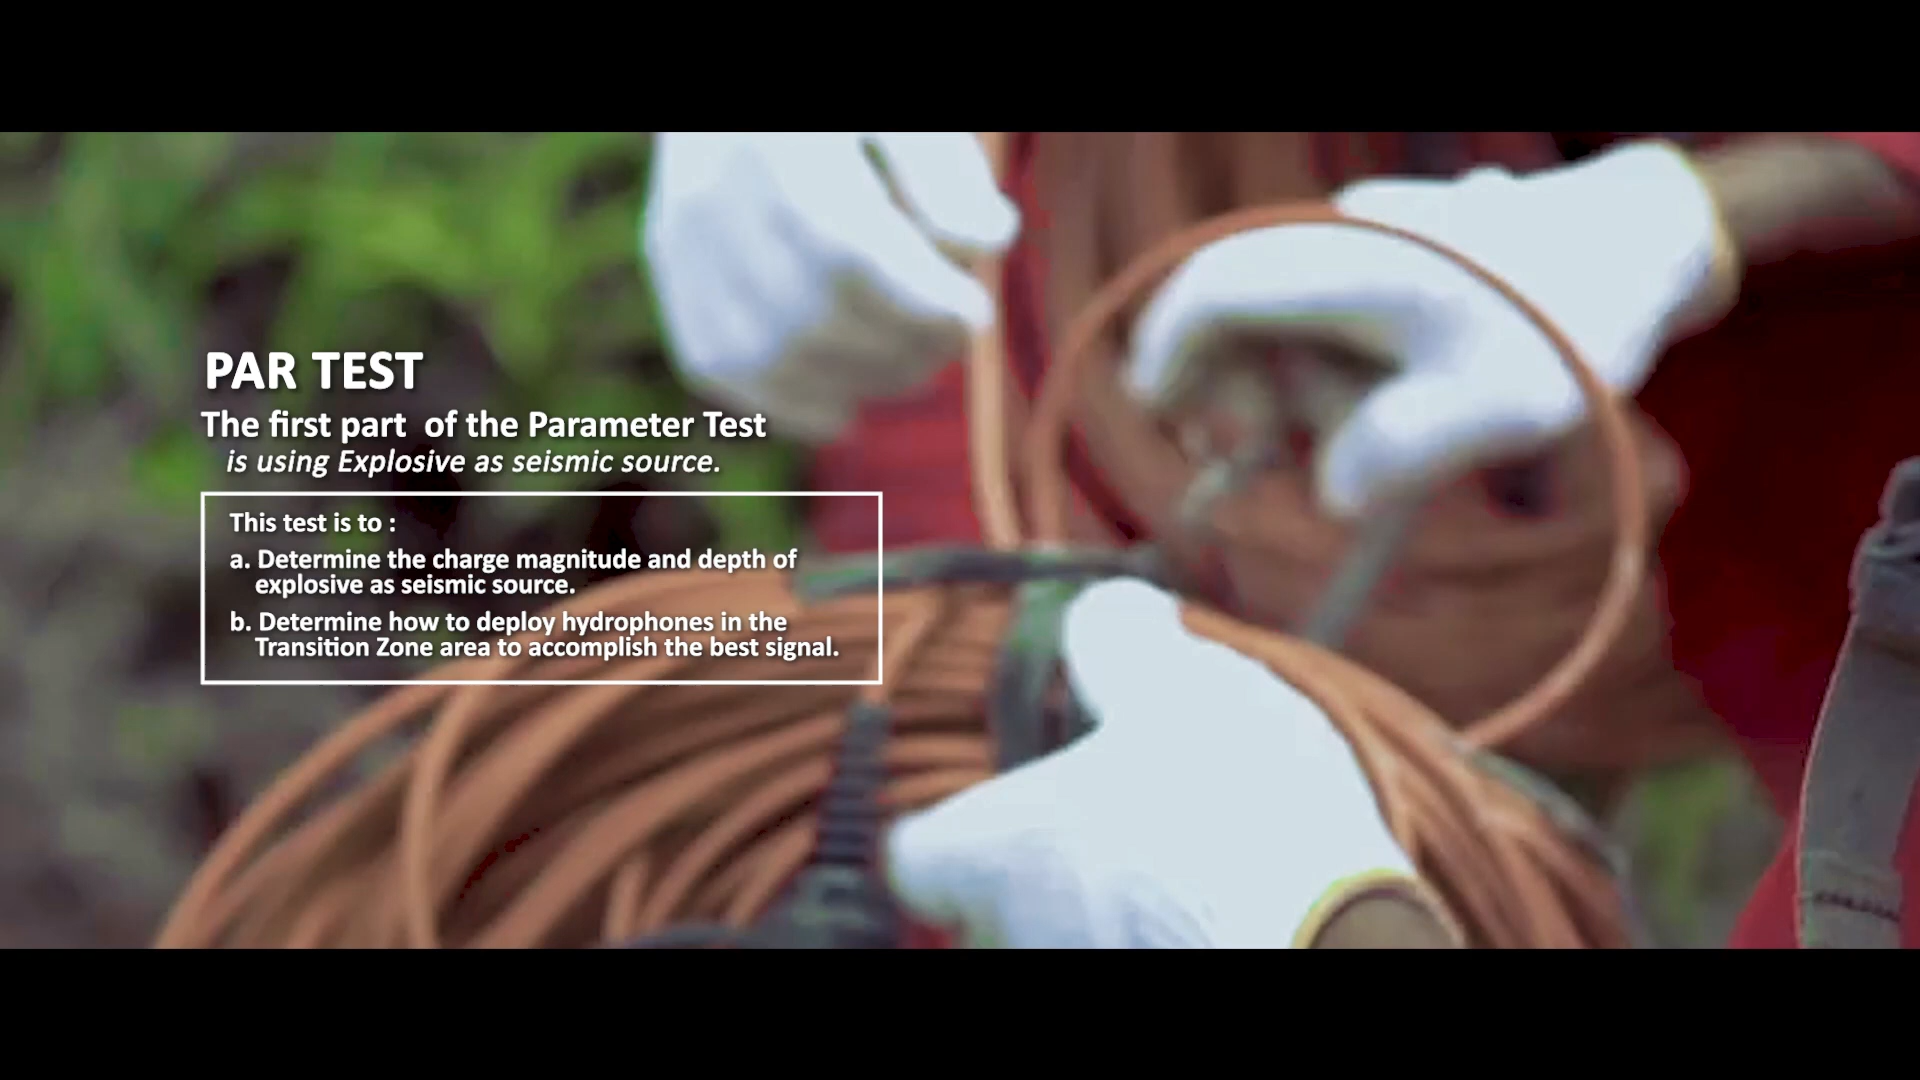 PAR TEST
The first part  of the Parameter Test
is using Explosive as seismic source.
This test is to :
a. Determine the charge magnitude and depth of
explosive as seismic source.
b. Determine how to deploy hydrophones in the
Transition Zone area to accomplish the best signal.